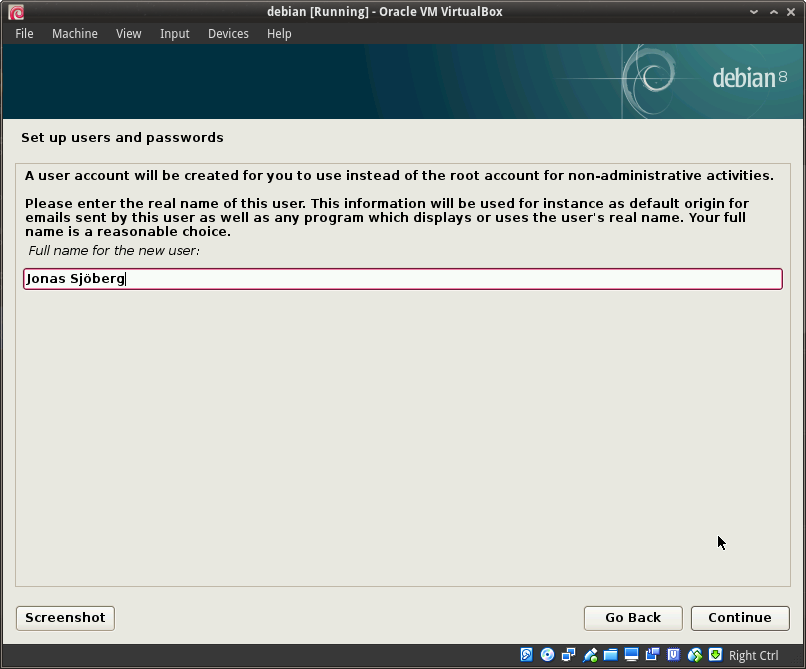 debian [Running] - Oracle VM VirtualBox
File Machine View Input Devices Help
debian 8
Set up users and passwords
A user account will be created for you to use instead of the root account for non-administrative activities.
Please enter the real name of this user. This information will be used for instance as default origin for
emails sent by this user as well as any program which displays or uses the user's real name. Your full
name is a reasonable choice.
Full name for the new user:
Jonas Sjöberg
Screenshot Go Back Continue
Right Ctrl